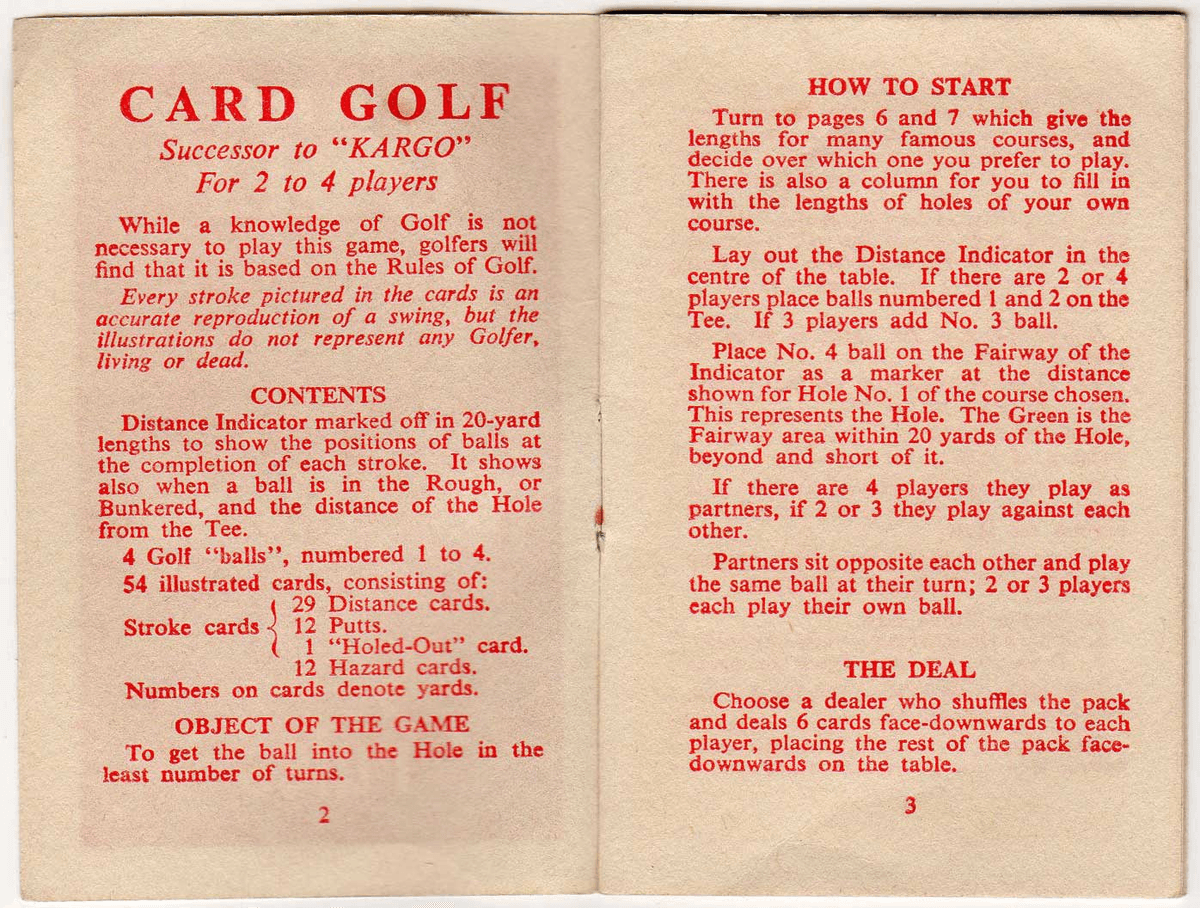 CARD GOLF
Successor to "KARGO"
For 2 to 4 players
While a knowledge of Golf is not
necessary to play this game, golfers will
find that it is based on the Rules of Golf.
Every stroke pictured in the cards is an
accurate reproduction of a swing, but the
illustrations do not represent any Golfer,
living or dead.
CONTENTS
Distance Indicator marked off in 20-yard
lengths to show the positions of balls at
the completion of each stroke. It shows
also when a ball is in the Rough, or
Bunkered, and the distance of the Hole
from the Tee.
4 Golf "balls", numbered 1 to 4.
54 illustrated cards, consisting of:
29 Distance cards.
Stroke cards { 12 Putts.
1 "Holed-Out" card.
12 Hazard cards.
Numbers on cards denote yards.
OBJECT OF THE GAME
To get the ball into the Hole in the
least number of turns.
2
HOW TO START
Turn to pages 6 and 7 which give the
lengths for many famous courses, and
decide over which one you prefer to play.
There is also a column for you to fill in
with the lengths of holes of your own
course.
Lay out the Distance Indicator in the
centre of the table. If there are 2 or 4
players place balls numbered 1 and 2 on the
Tee. If 3 players add No. 3 ball.
Place No. 4 ball on the Fairway of the
Indicator as a marker at the distance
shown for Hole No. 1 of the course chosen.
This represents the Hole. The Green is the
Fairway area within 20 yards of the Hole,
beyond and short of it.
If there are 4 players they play as
partners, if 2 or 3 they play against each
other.
Partners sit opposite each other and play
the same ball at their turn; 2 or 3 players
each play their own ball.
THE DEAL
Choose a dealer who shuffles the pack
and deals 6 cards face-downwards to each
player, placing the rest of the pack face-
downwards on the table.
3